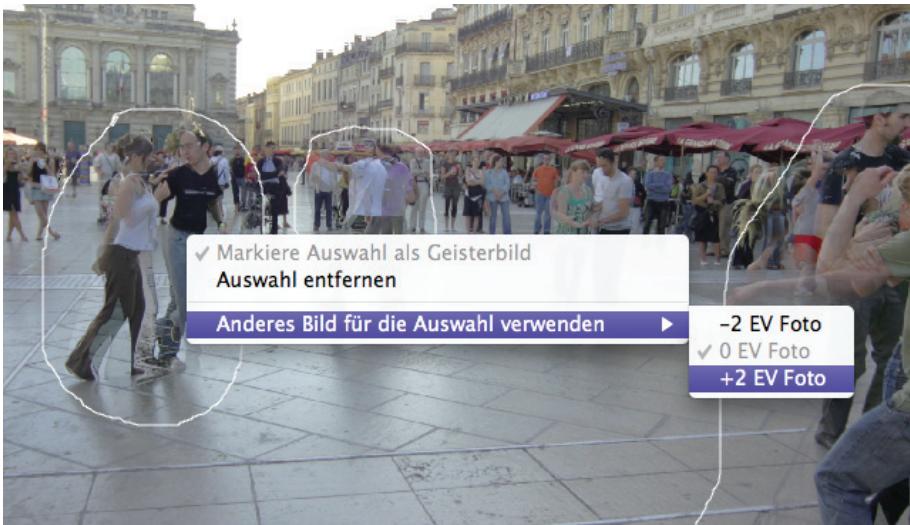 ✓ Markiere Auswahl als Geisterbild
Auswahl entfernen
Anderes Bild für die Auswahl verwenden ▶
-2 EV Foto
✓ 0 EV Foto
+2 EV Foto